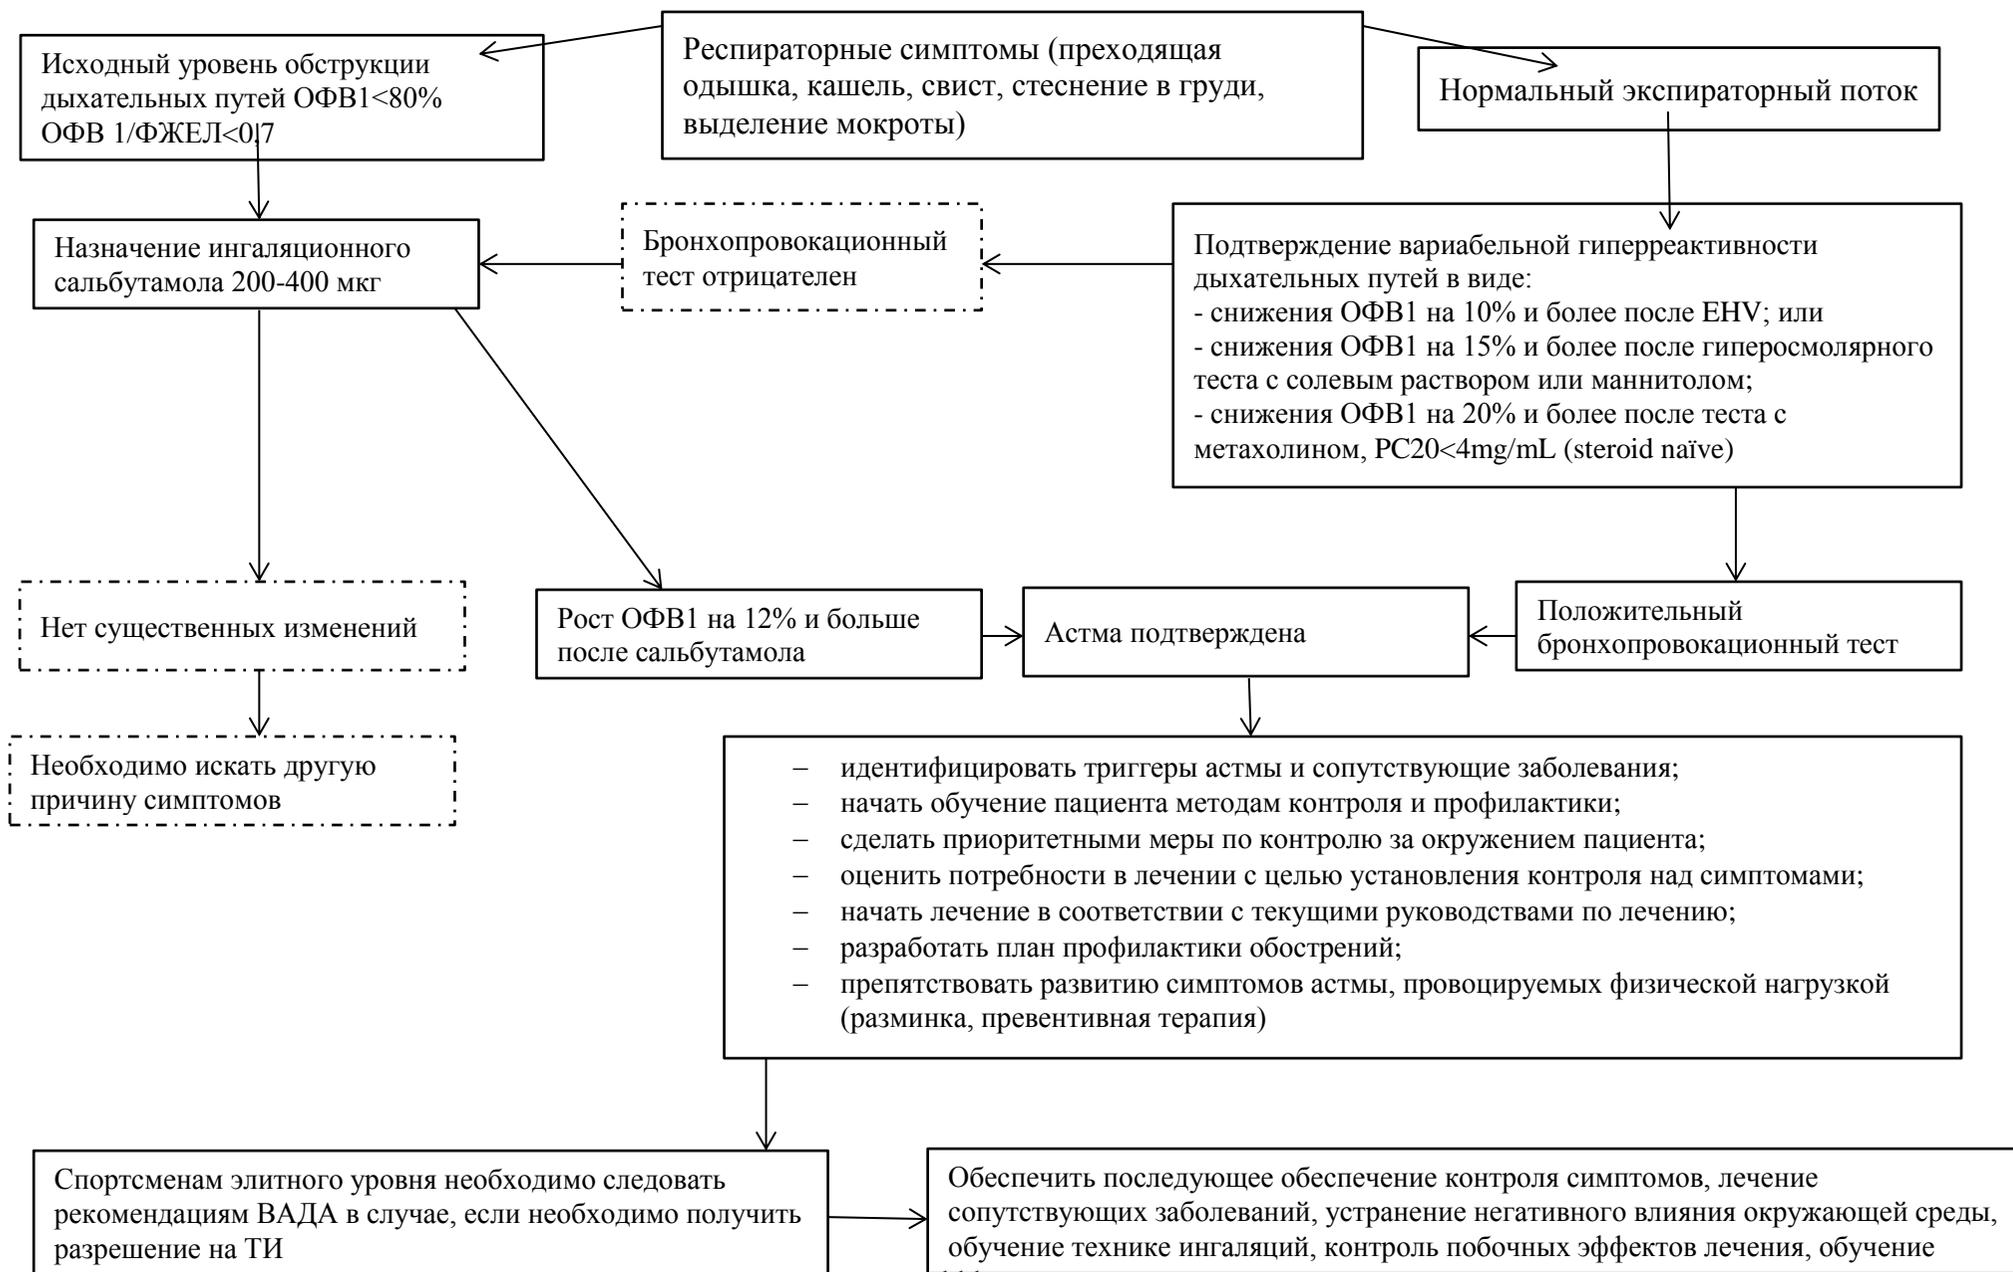 Исходный уровень обструкции
дыхательных путей ОФВ1<80%
ОФВ 1/ФЖЕЛ<0,7
Респираторные симптомы (преходящая
одышка, кашель, свист, стеснение в груди,
выделение мокроты)
Нормальный экспираторный поток
Назначение ингаляционного
сальбутамола 200-400 мкг
Бронхопровокационный
тест отрицателен
Подтверждение вариабельной гиперреактивности
дыхательных путей в виде:
- снижения ОФВ1 на 10% и более после EHV; или
- снижения ОФВ1 на 15% и более после гиперосмолярного
теста с солевым раствором или маннитолом;
- снижения ОФВ1 на 20% и более после теста с
метахолином, PC20<4mg/mL (steroid naïve)
Нет существенных изменений
Рост ОФВ1 на 12% и больше
после сальбутамола
Астма подтверждена
Положительный
бронхопровокационный тест
Необходимо искать другую
причину симптомов
– идентифицировать триггеры астмы и сопутствующие заболевания;
– начать обучение пациента методам контроля и профилактики;
– сделать приоритетными меры по контролю за окружением пациента;
– оценить потребности в лечении с целью установления контроля над симптомами;
– начать лечение в соответствии с текущими руководствами по лечению;
– разработать план профилактики обострений;
– препятствовать развитию симптомов астмы, провоцируемых физической нагрузкой
(разминка, превентивная терапия)
Спортсменам элитного уровня необходимо следовать
рекомендациям ВАДА в случае, если необходимо получить
разрешение на ТИ
Обеспечить последующее обеспечение контроля симптомов, лечение
сопутствующих заболеваний, устранение негативного влияния окружающей среды,
обучение технике ингаляций, контроль побочных эффектов лечения, обучение